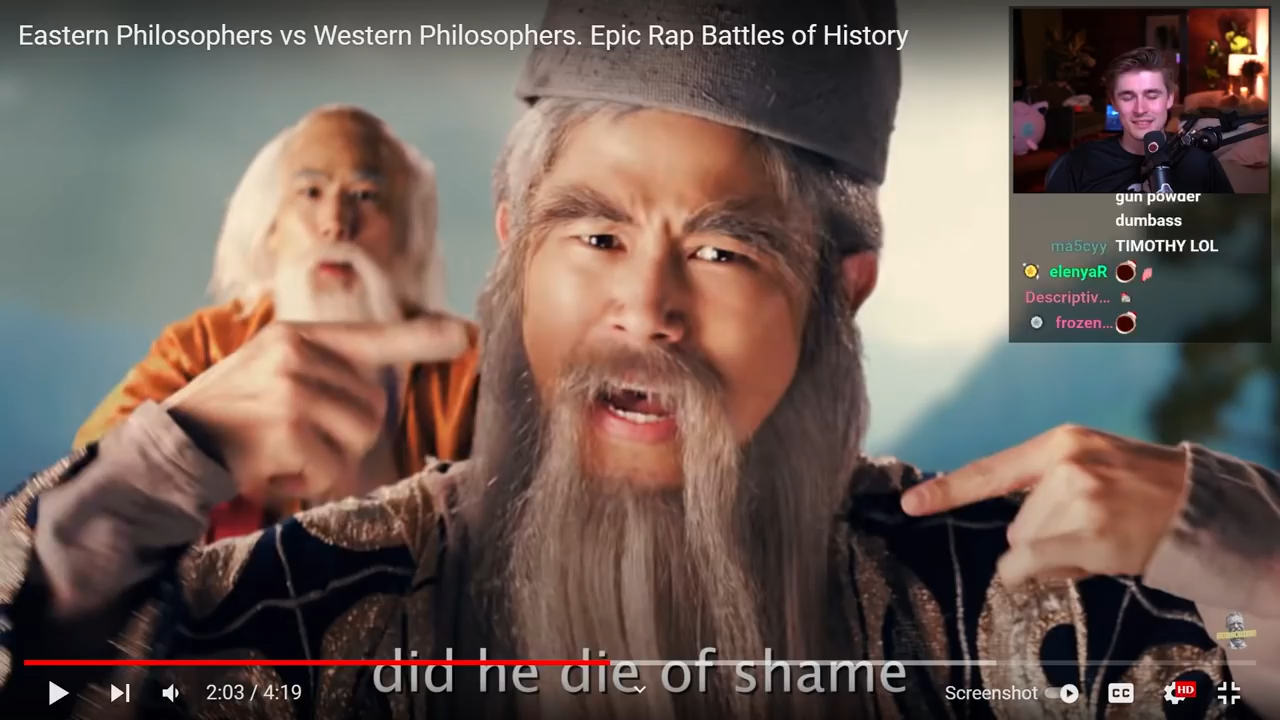 Eastern Philosophers vs Western Philosophers. Epic Rap Battles of History
gun powder
dumbass
ma5cyy TIMOTHY LOL
elenyaR
Descriptiv...
frozen...
did he die of shame
2:03 / 4:19
Screenshot
CC
HD